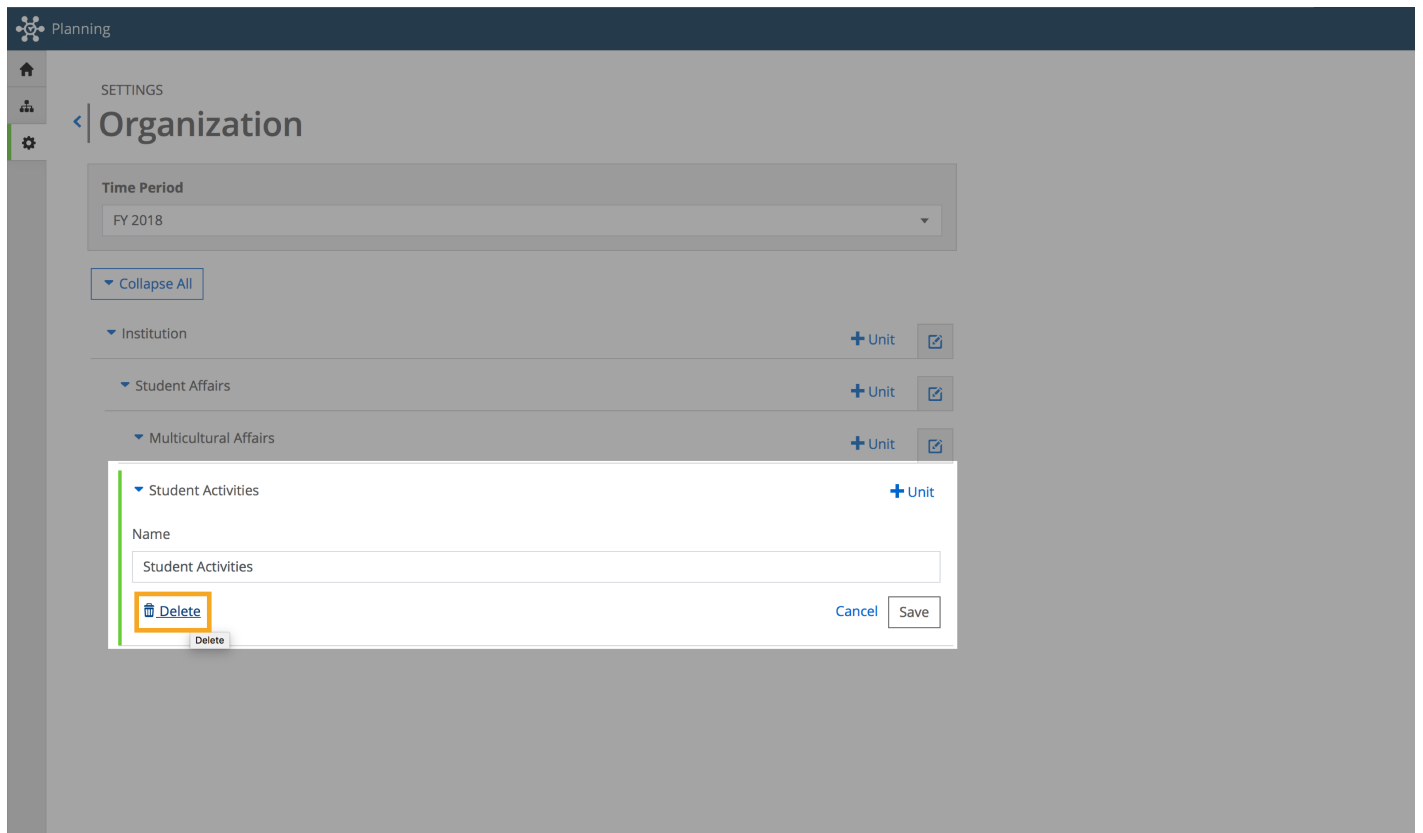 Planning
SETTINGS
Organization
Time Period
FY 2018
Collapse All
Institution
Unit
Student Affairs
Unit
Multicultural Affairs
Unit
Student Activities
Unit
Name
Student Activities
Delete
Cancel
Save
Delete